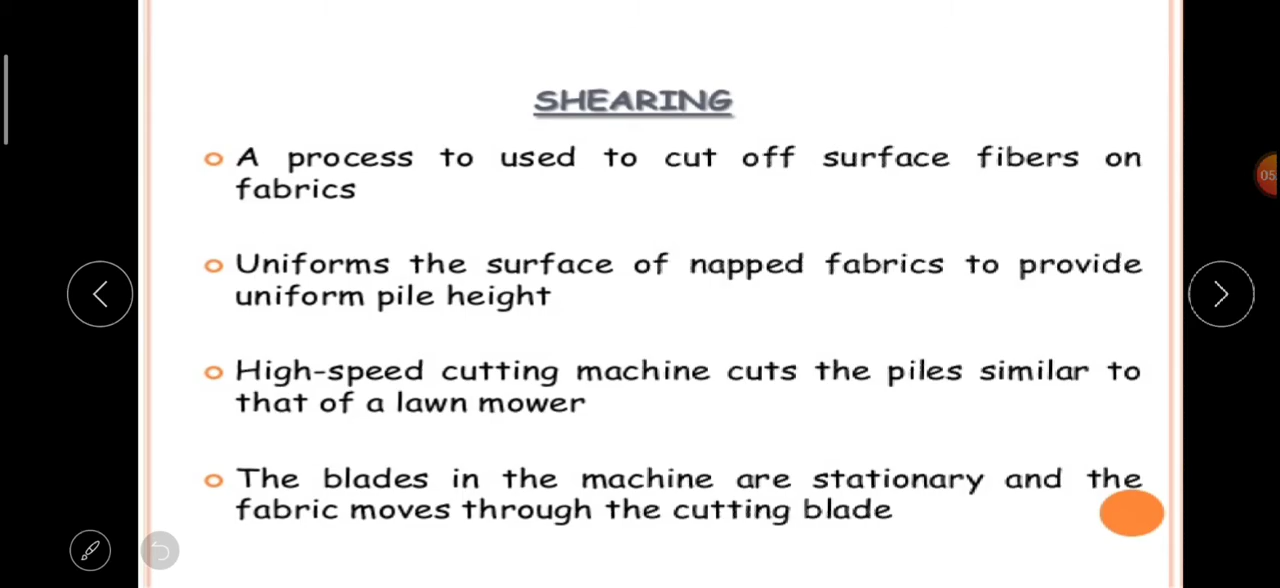 SHEARING
A process to used to cut off surface fibers on
fabrics
Uniforms the surface of napped fabrics to provide
uniform pile height
High-speed cutting machine cuts the piles similar to
that of a lawn mower
The blades in the machine are stationary and the
fabric moves through the cutting blade
05